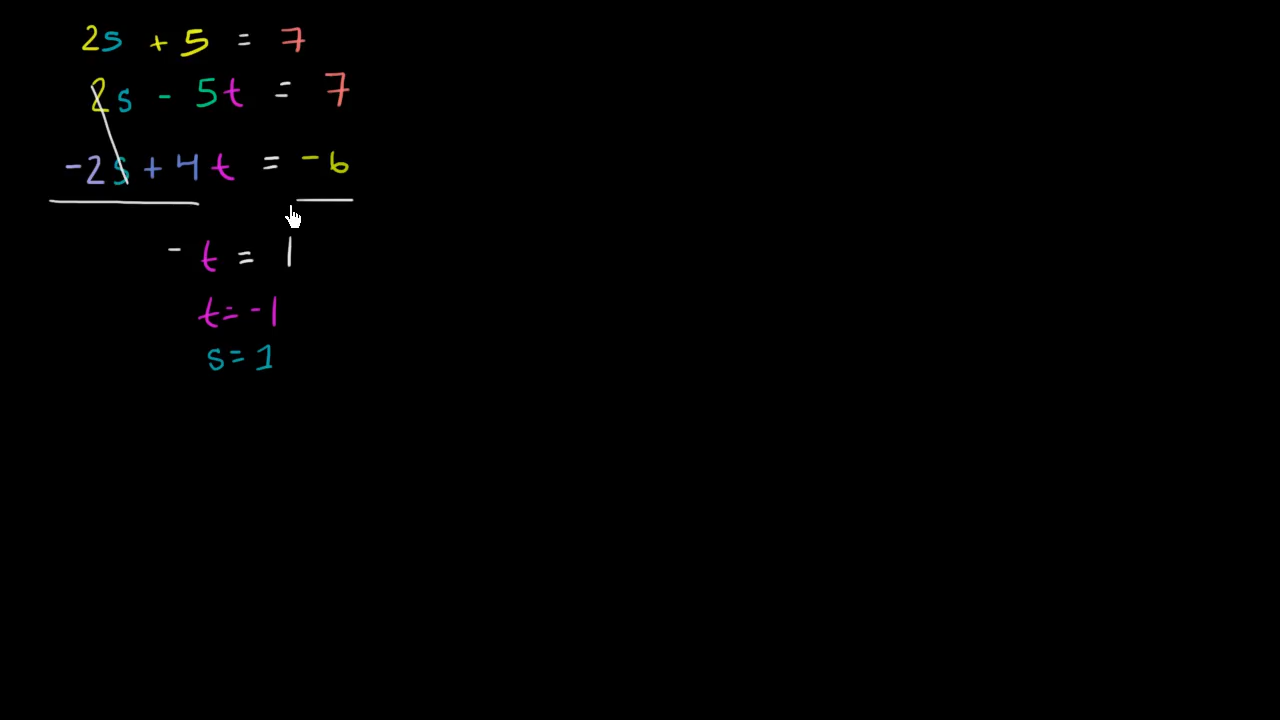 2s + 5 = 7
2s - 5t = 7
-2s + 4t = -6
- t = 1
t = -1
s = 1